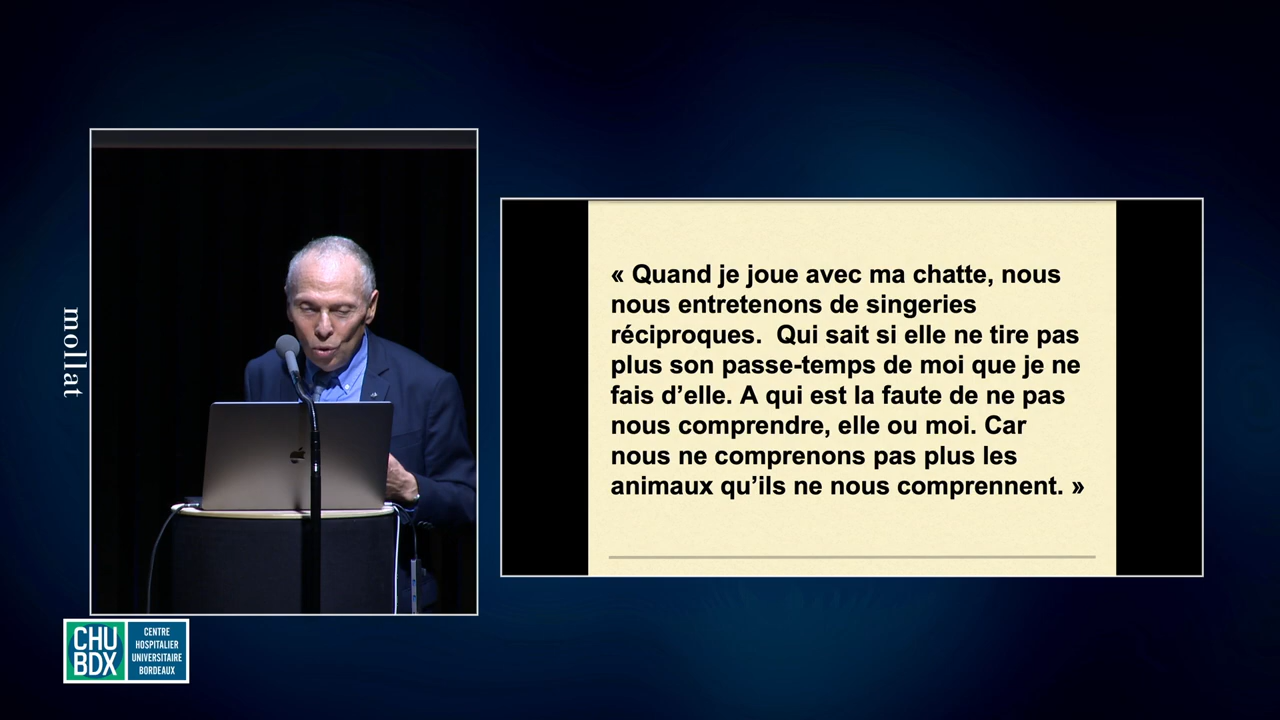 mollat
« Quand je joue avec ma chatte, nous
nous entretenons de singeries
réciproques.  Qui sait si elle ne tire pas
plus son passe-temps de moi que je ne
fais d’elle. A qui est la faute de ne pas
nous comprendre, elle ou moi. Car
nous ne comprenons pas plus les
animaux qu’ils ne nous comprennent. »
CHU
BDX
CENTRE
HOSPITALIER
UNIVERSITAIRE
BORDEAUX